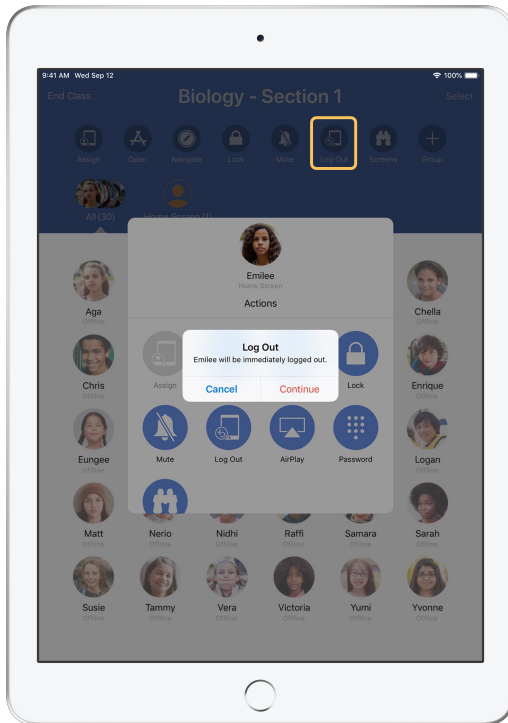 9:41 AM Wed Sep 12 100%
End Class Biology - Section 1 Select
Assign Open Navigate Lock Mute Log Out Screens Group
All (30) Home Screen (1)
Emilee
Home Screen
Actions
Aga Chella
Offline Offline
Log Out
Emilee will be immediately logged out.
Cancel Continue
Chris Assign Lock Enrique
Offline Offline
Mute Log Out AirPlay Password
Eungee Logan
Offline Offline
Matt Nerio Nidhi Raffi Samara Sarah
Offline Offline Offline Offline Offline Offline
Susie Tammy Vera Victoria Yumi Yvonne
Offline Offline Offline Offline Offline Offline